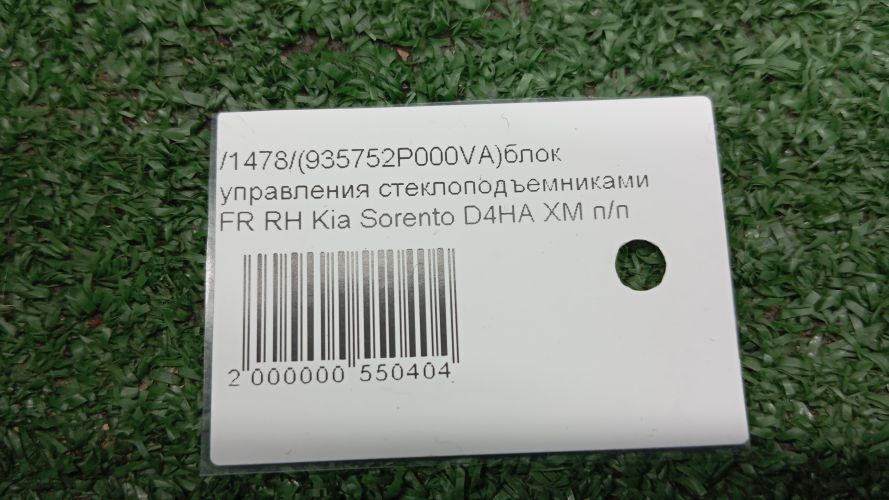 /1478/(935752P000VA)блок
управления стеклоподъемниками
FR RH Kia Sorento D4HA XM п/п
2 000000 550404